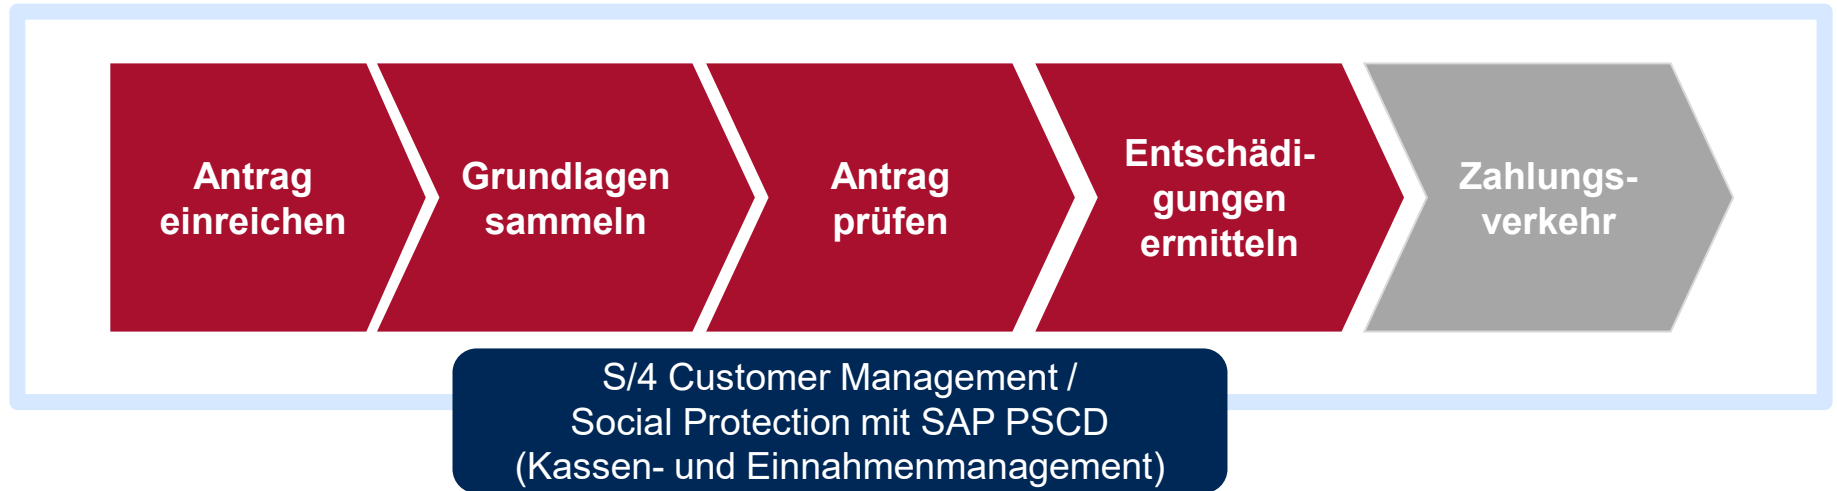 Antrag
einreichen
Grundlagen
sammeln
Antrag
prüfen
Entschädi-
gungen
ermitteln
Zahlungs-
verkehr
S/4 Customer Management /
Social Protection mit SAP PSCD
(Kassen- und Einnahmenmanagement)